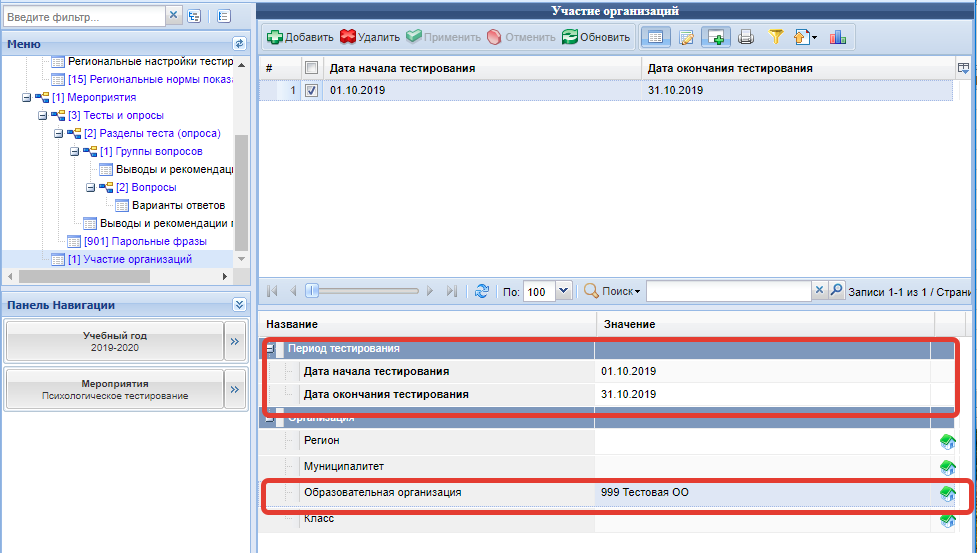 Введите фильтр...
Меню
Региональные настройки тестир
[15] Региональные нормы показ
[1] Мероприятия
[3] Тесты и опросы
[2] Разделы теста (опроса)
[1] Группы вопросов
Выводы и рекомендац
[2] Вопросы
Варианты ответов
Выводы и рекомендации
[901] Парольные фразы
[1] Участие организаций
Панель Навигации
Учебный год
2019-2020
Мероприятия
Психологическое тестирование
Участие организаций
Добавить Удалить Применить Отменить Обновить
# Дата начала тестирования Дата окончания тестирования
1 01.10.2019 31.10.2019
По: 100 Поиск Записи 1-1 из 1 / Страни
Название Значение
Период тестирования
Дата начала тестирования 01.10.2019
Дата окончания тестирования 31.10.2019
Организация
Регион
Муниципалитет
Образовательная организация 999 Тестовая ОО
Класс